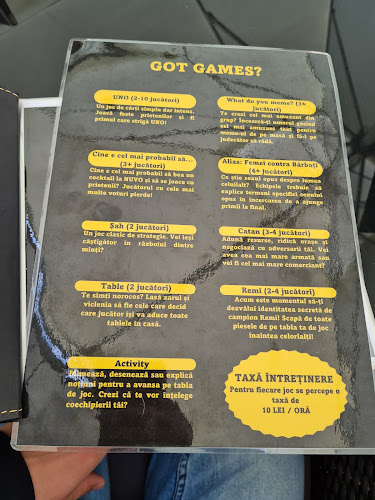 GOT GAMES?
UNO (2-10 jucători)
Un joc de cărți simple dar intens.
Joacă feste prietenilor și fi
primul care strigă UNO!
Cine e cel mai probabil să...
(3+ jucători)
Cine e cel mai probabil să bea un
cocktail la NUVO și să se joace cu
prietenii? Jucătorul cu cele mai
multe voturi pierde!
Șah (2 jucători)
Un joc clasic de strategie. Vei ieși
câștigător în războiul dintre
minți?
Table (2 jucători)
Te simți norocos? Lasă zarul și
viclenia să fie cele care decid
care jucător își va aduce toate
tablele în casă.
Activity
Mimează, desenează sau explică
noțiuni pentru a avansa pe tabla
de joc. Crezi că te vor înțelege
coechipierii tăi?
What do you meme? (3+
jucători)
Te crezi cel mai amuzant din
grup? Încearcă-ți umorul găsind
cel mai amuzant text pentru
meme-ul de pe masă și fă-l pe
judecător să râdă.
Alias: Femei contra Bărbați
(4+ jucători)
Ce știe sexul opus despre lumea
celuilalt? Echipele trebuie să
explice termeni specifici sexului
opus în încercarea de a ajunge
primii la final.
Catan (3-4 jucători)
Adună resurse, ridică orașe și
negociază cu adversarii tăi. Vei
avea cea mai mare armată sau
vei fi cel mai mare comerciant?
Remi (2-4 jucători)
Acum este momentul să-ți
dezvălui identitatea secretă de
campion Remi! Scapă de toate
piesele de pe tabla ta de joc
înaintea celorlalți!
TAXĂ ÎNTREȚINERE
Pentru fiecare joc se percepe o
taxă de
10 LEI / ORĂ